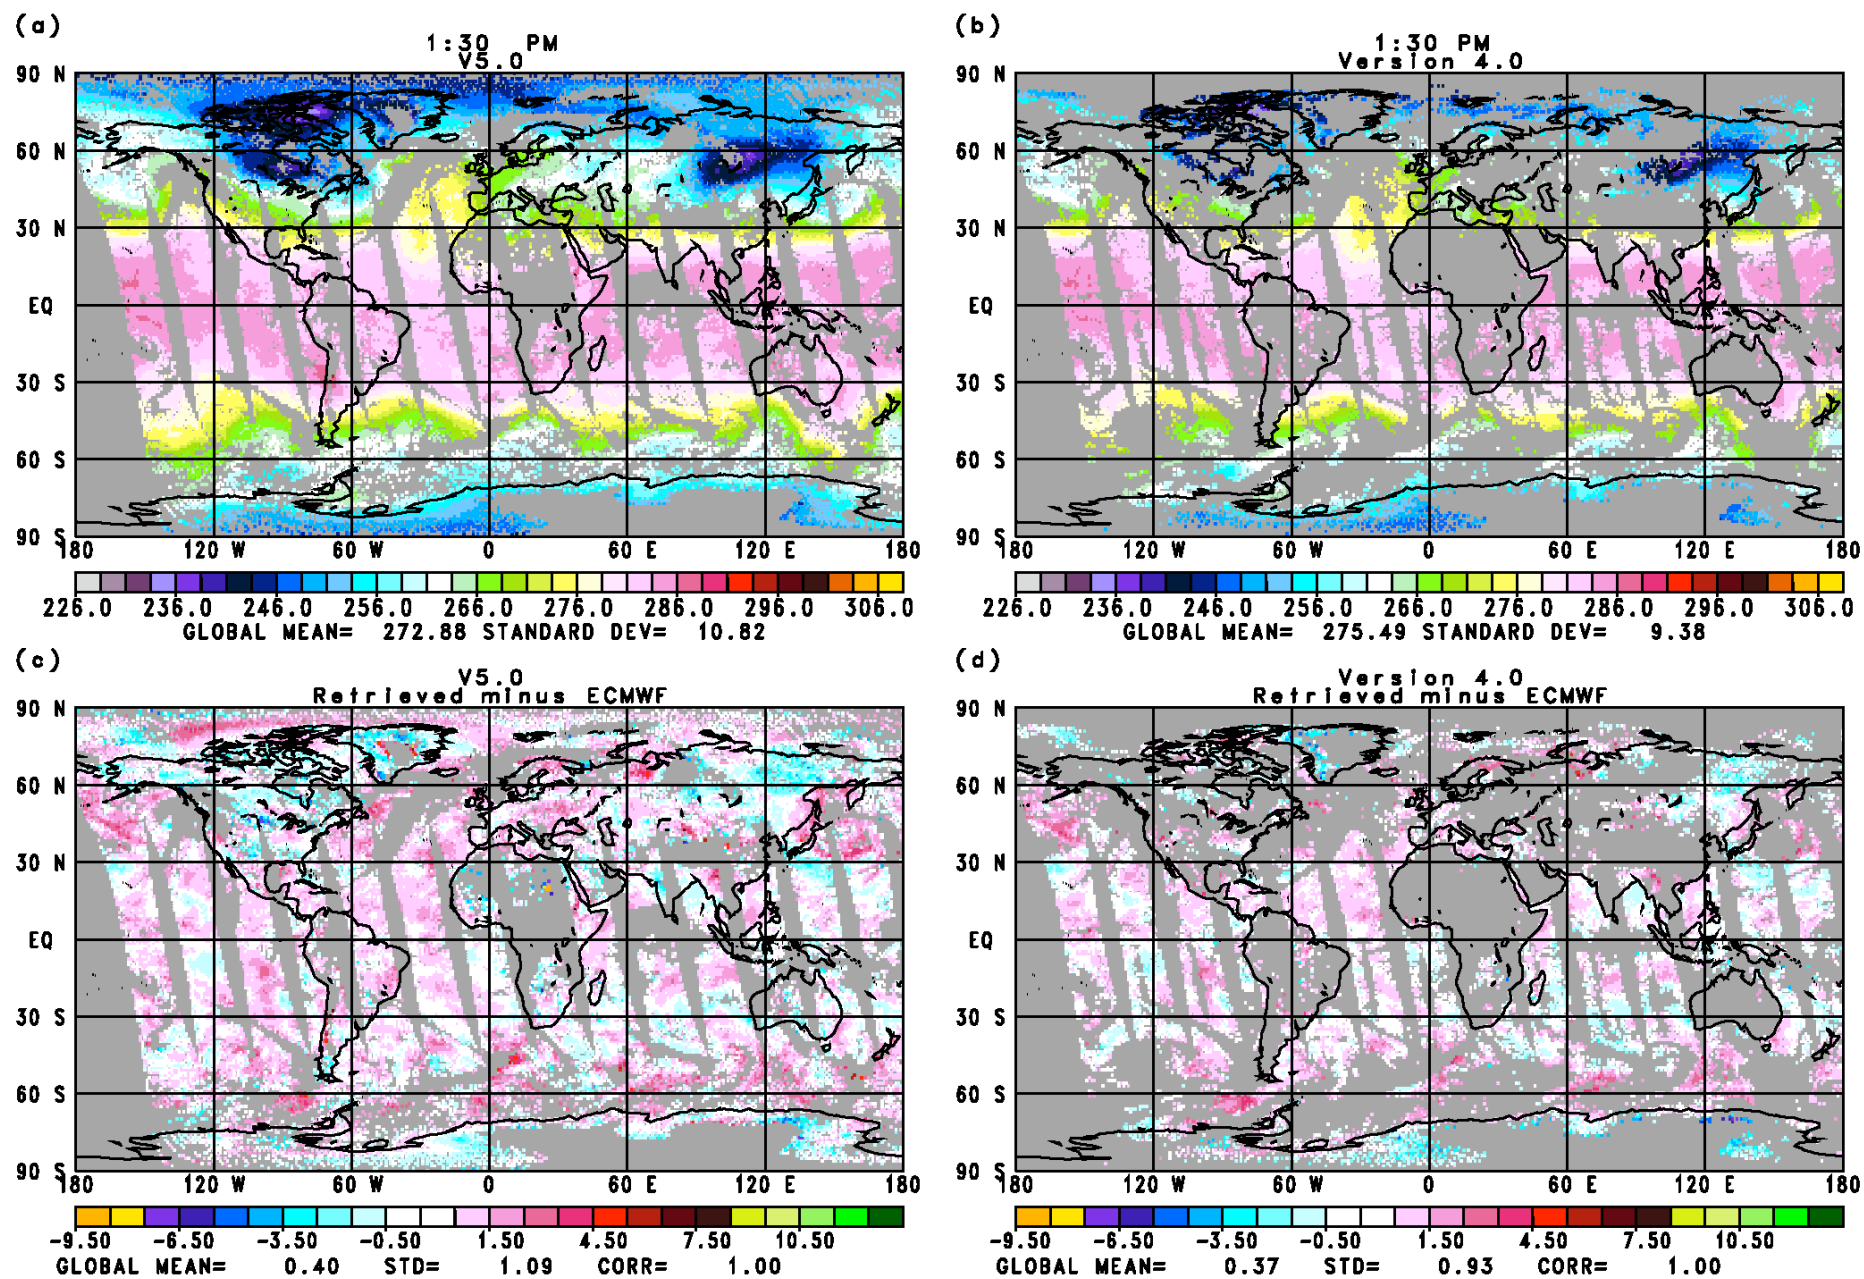 (a)
1:30 PM
V5.0
90 N
60 N
30 N
EQ
30 S
60 S
90 S
180 120 W 60 W 0 60 E 120 E 180
226.0 236.0 246.0 256.0 266.0 276.0 286.0 296.0 306.0
GLOBAL MEAN= 272.88 STANDARD DEV= 10.82
(b)
1:30 PM
Version 4.0
90 N
60 N
30 N
EQ
30 S
60 S
90 S
180 120 W 60 W 0 60 E 120 E 180
226.0 236.0 246.0 256.0 266.0 276.0 286.0 296.0 306.0
GLOBAL MEAN= 275.49 STANDARD DEV= 9.38
(c)
V5.0
Retrieved minus ECMWF
90 N
60 N
30 N
EQ
30 S
60 S
90 S
180 120 W 60 W 0 60 E 120 E 180
-9.50 -6.50 -3.50 -0.50 1.50 4.50 7.50 10.50
GLOBAL MEAN= 0.40 STD= 1.09 CORR= 1.00
(d)
Version 4.0
Retrieved minus ECMWF
90 N
60 N
30 N
EQ
30 S
60 S
90 S
180 120 W 60 W 0 60 E 120 E 180
-9.50 -6.50 -3.50 -0.50 1.50 4.50 7.50 10.50
GLOBAL MEAN= 0.37 STD= 0.93 CORR= 1.00